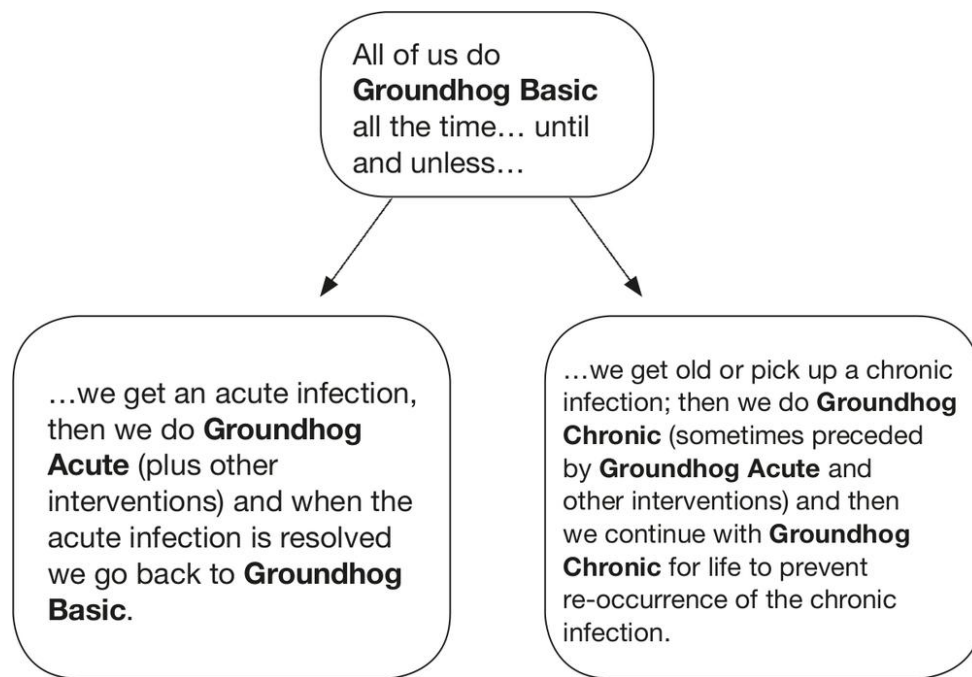 All of us do
Groundhog Basic
all the time… until
and unless…
…we get an acute infection,
then we do Groundhog
Acute (plus other
interventions) and when the
acute infection is resolved
we go back to Groundhog
Basic.
…we get old or pick up a chronic
infection; then we do Groundhog
Chronic (sometimes preceded
by Groundhog Acute and
other interventions) and then
we continue with Groundhog
Chronic for life to prevent
re-occurrence of the chronic
infection.